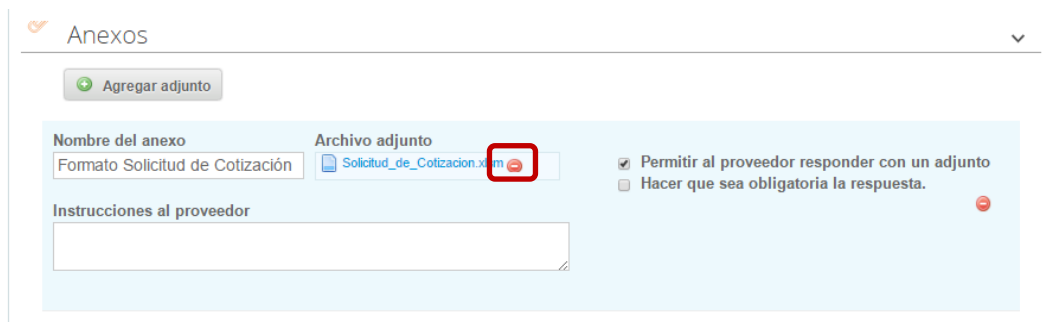 Anexos
Agregar adjunto
Nombre del anexo
Archivo adjunto
Formato Solicitud de Cotización
Solicitud_de_Cotizacion.xlsm
Permitir al proveedor responder con un adjunto
Hacer que sea obligatoria la respuesta.
Instrucciones al proveedor